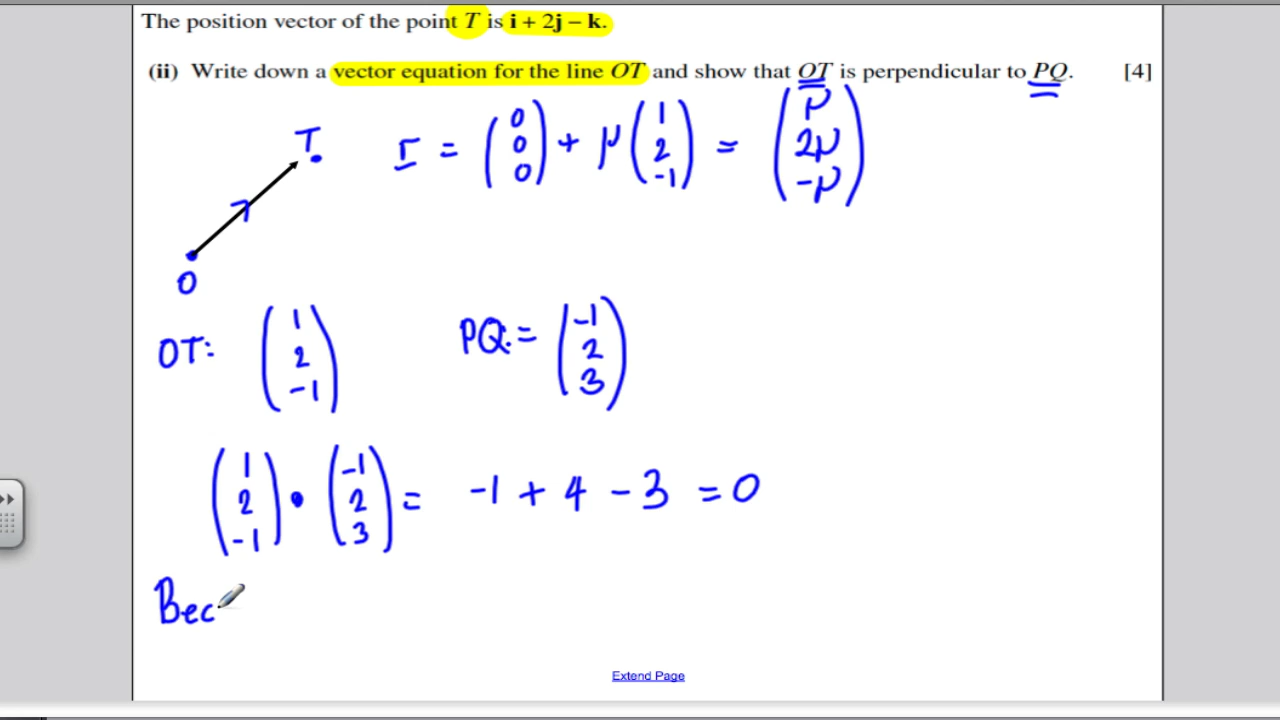 The position vector of the point T is i + 2j − k.
(ii) Write down a vector equation for the line OT and show that OT is perpendicular to PQ. [4]
T
r = (0 0 0) + μ(1 2 -1) = (μ 2μ -μ)
O
OT: (1 2 -1) PQ = (-1 2 3)
(1 2 -1) • (-1 2 3) = -1 + 4 - 3 = 0
Bec
Extend Page